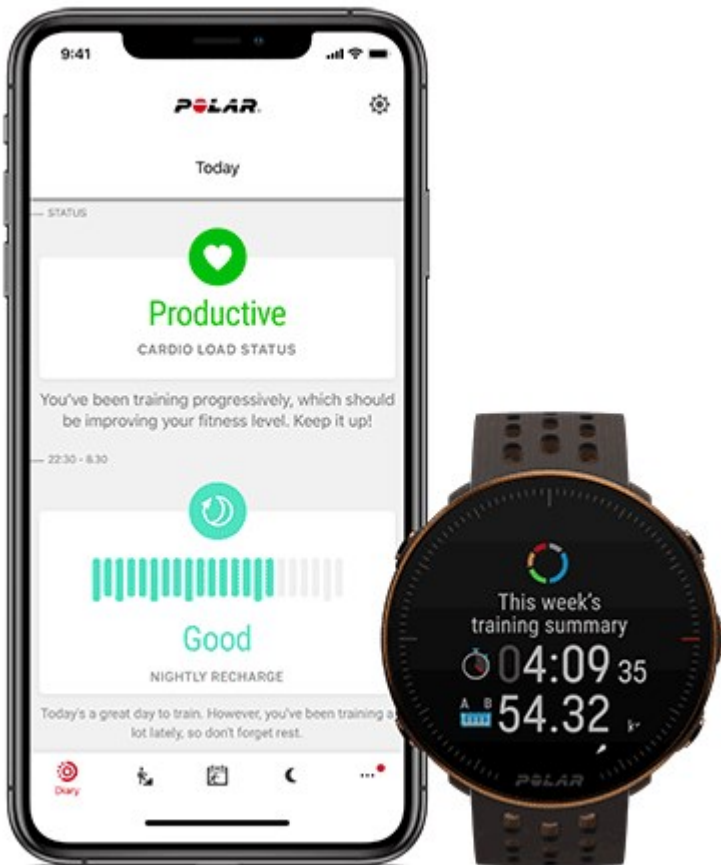 9:41
POLAR
Today
STATUS
Productive
CARDIO LOAD STATUS
You've been training progressively, which should
be improving your fitness level. Keep it up!
22:30 - 8.30
Good
NIGHTLY RECHARGE
Today's a great day to train. However, you've been training a
lot lately, so don't forget rest.
Diary
This week's
training summary
04:09 35
A B
54.32
POLAR